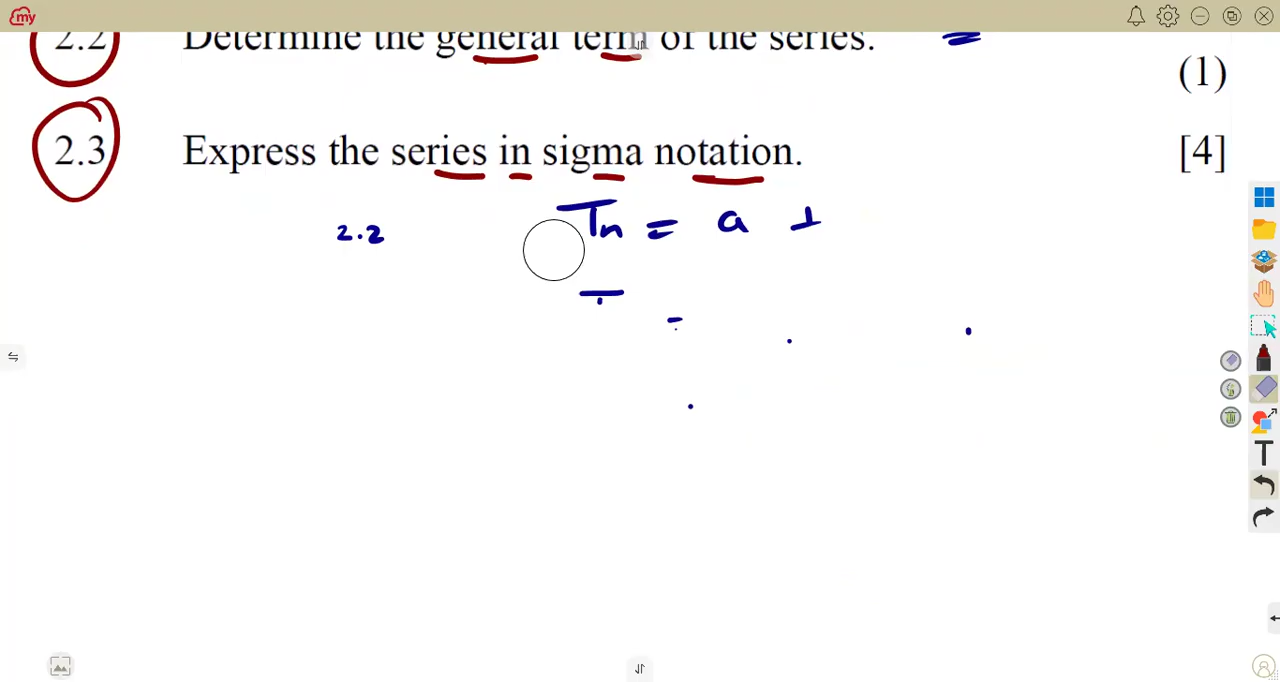 my
2.2 Determine the general term of the series.
(1)
2.3 Express the series in sigma notation. [4]
2.2 Tn = a
T